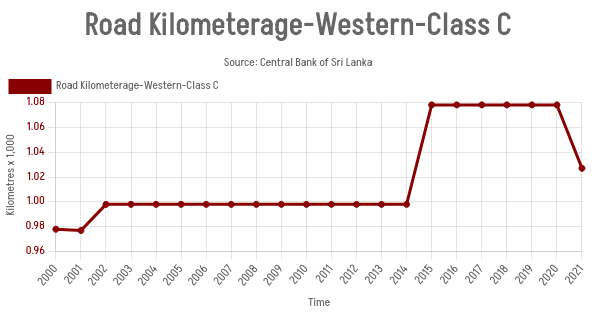 Road Kilometerage-Western-Class C
Source: Central Bank of Sri Lanka
Road Kilometerage-Western-Class C
1.08
1.06
1.04
1.02
1.00
0.98
0.96
Kilometres x 1,000
2000 2001 2002 2003 2004 2005 2006 2007 2008 2009 2010 2011 2012 2013 2014 2015 2016 2017 2018 2019 2020 2021
Time